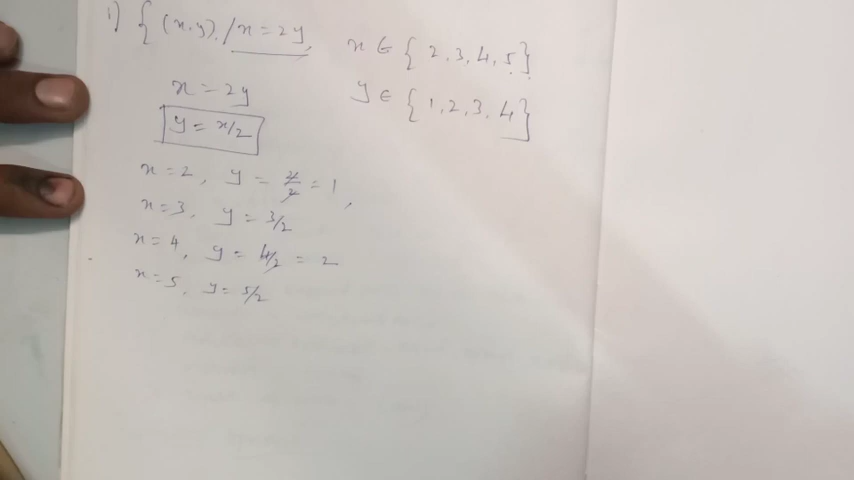 1) { (x,y) / x = 2y, x ∈ { 2, 3, 4, 5 }
x = 2y y ∈ { 1, 2, 3, 4 }
y = x/2
x = 2, y = 2/2 = 1,
x = 3, y = 3/2
x = 4, y = 4/2 = 2
x = 5, y = 5/2